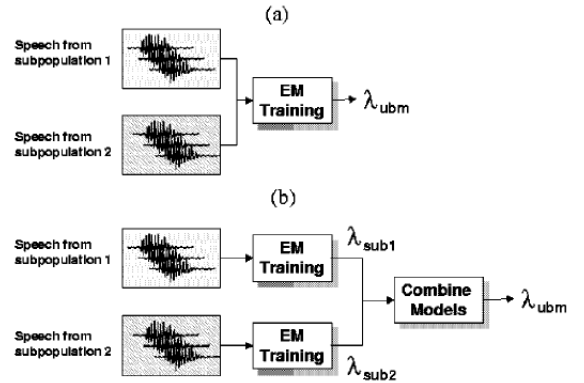 (a)
Speech from
subpopulation 1
EM
Training
λubm
Speech from
subpopulation 2
(b)
Speech from
subpopulation 1
EM
Training
λsub1
Combine
Models
λubm
Speech from
subpopulation 2
EM
Training
λsub2